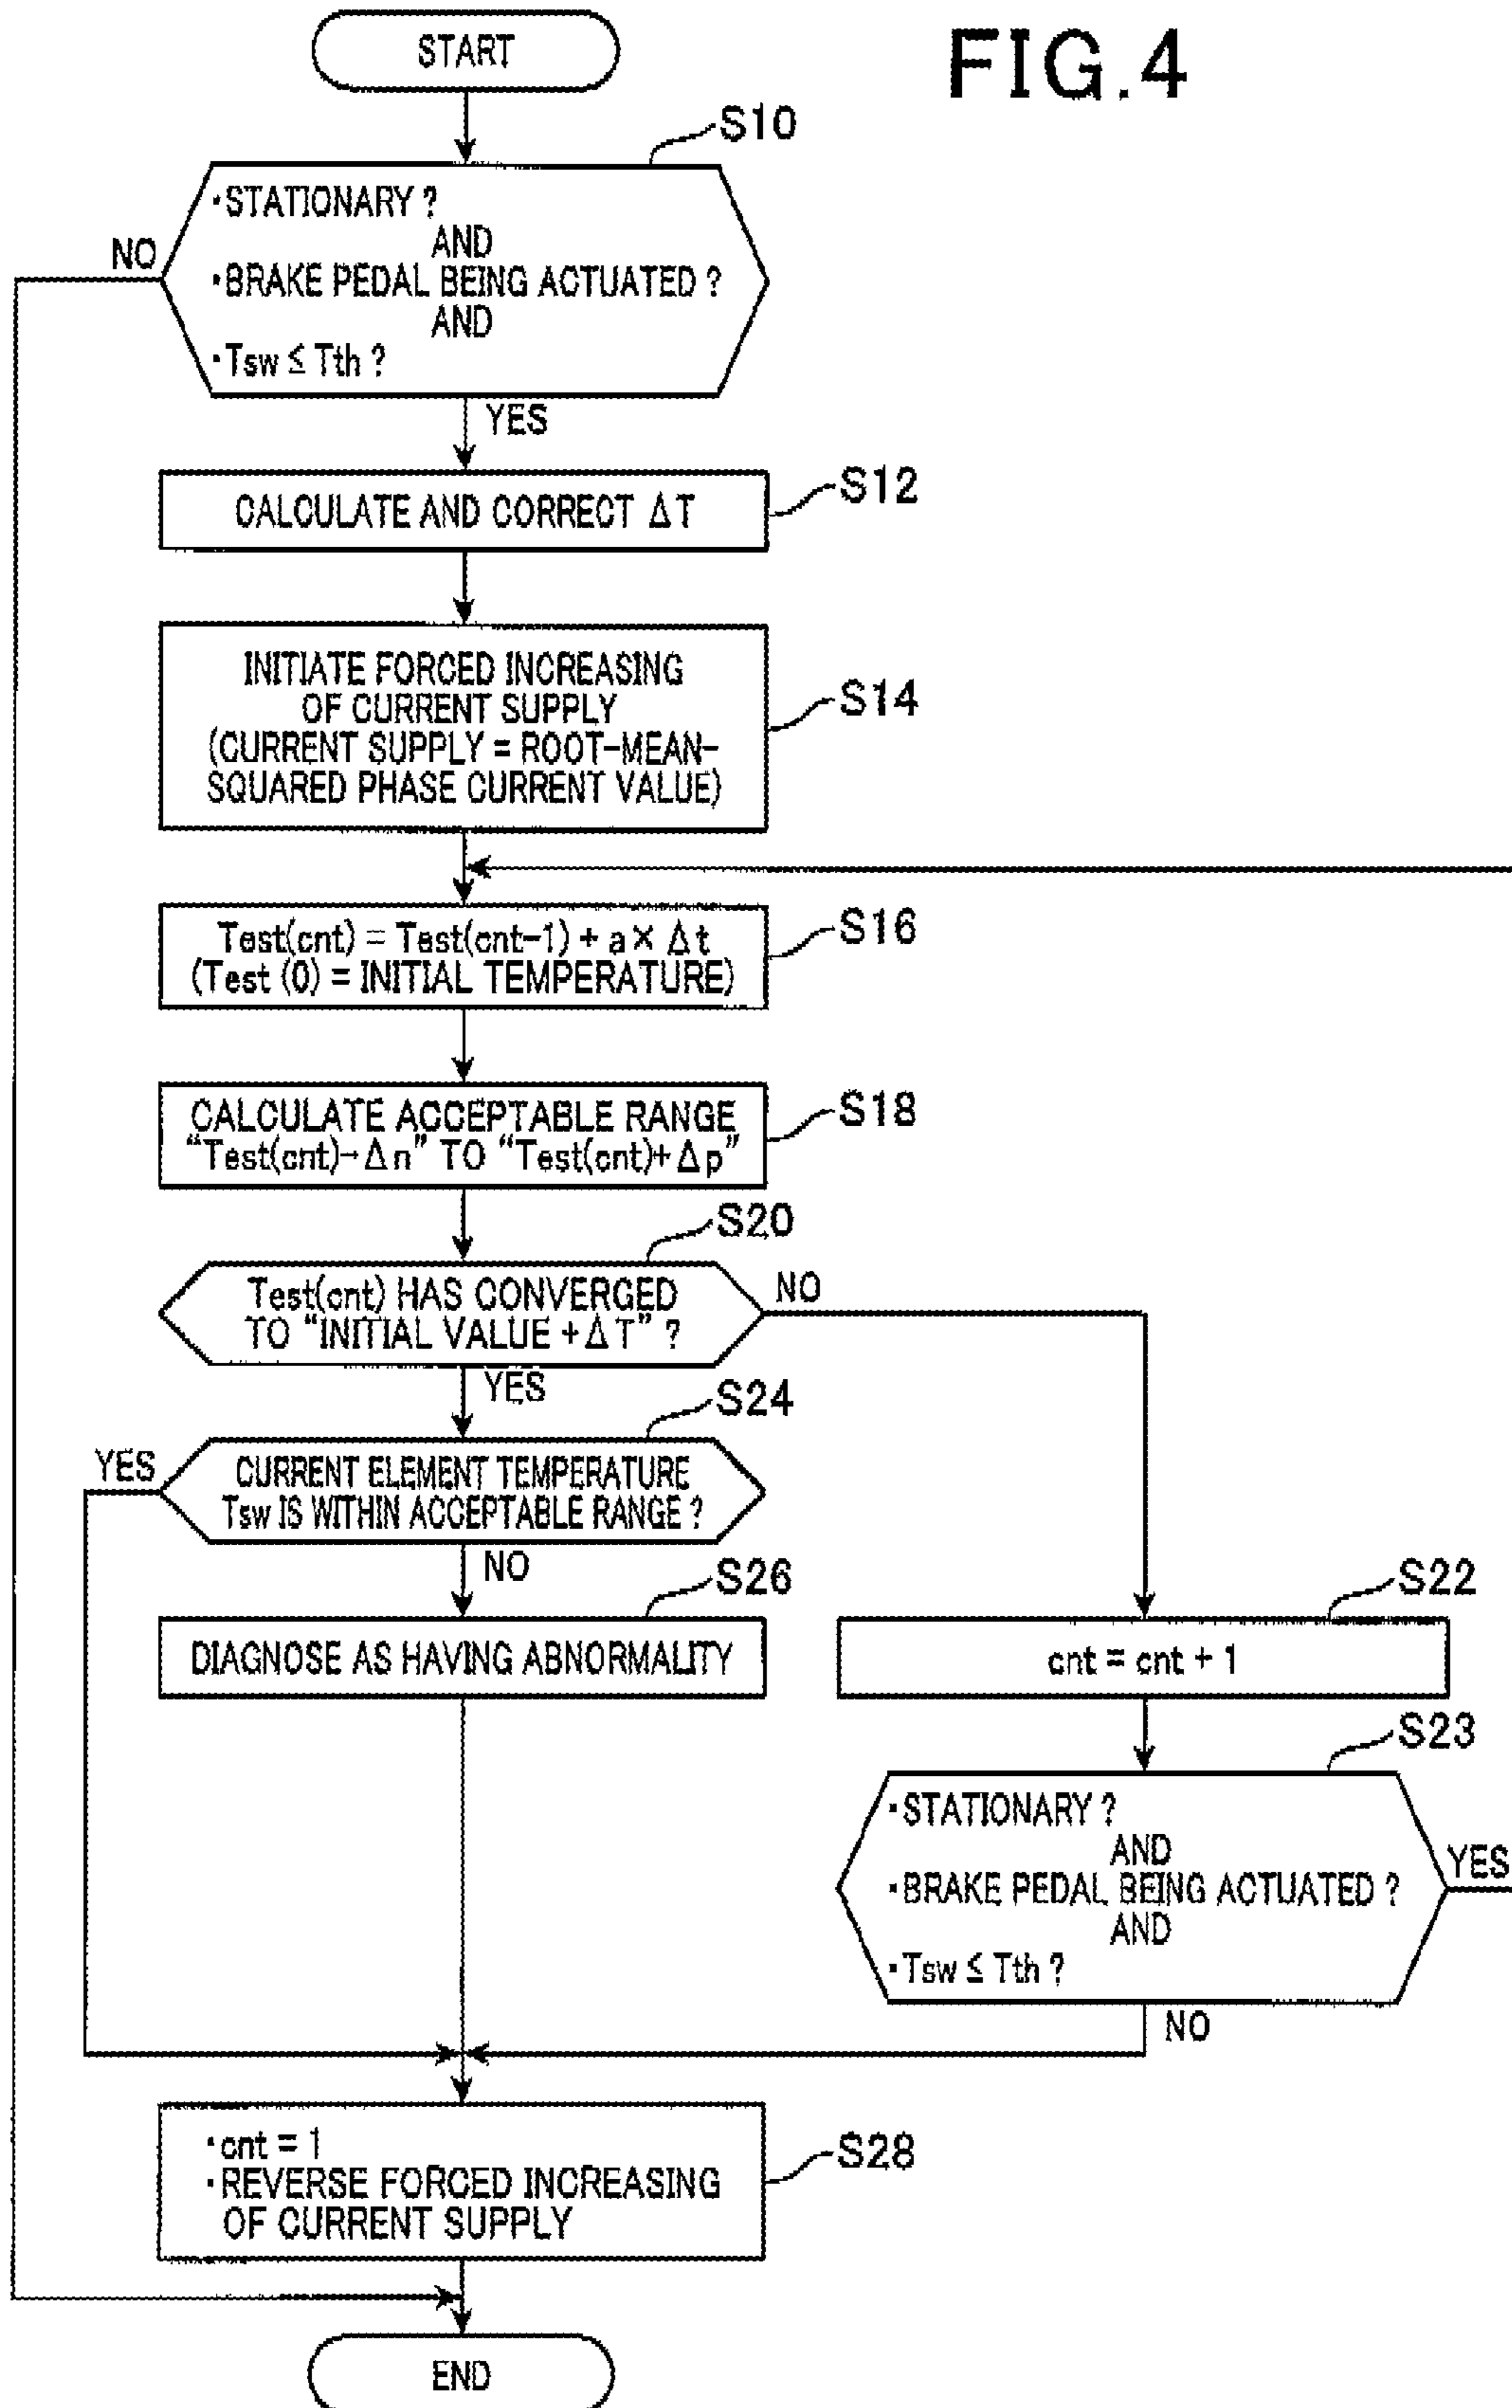 FIG.4
START
S10
・STATIONARY ?
AND
・BRAKE PEDAL BEING ACTUATED ?
AND
・Tsw ≤ Tth ?
NO
YES
CALCULATE AND CORRECT ΔT
S12
INITIATE FORCED INCREASING
OF CURRENT SUPPLY
(CURRENT SUPPLY = ROOT-MEAN-
SQUARED PHASE CURRENT VALUE)
S14
Test(cnt) = Test(cnt-1) + a × Δt
(Test (0) = INITIAL TEMPERATURE)
S16
CALCULATE ACCEPTABLE RANGE
“Test(cnt)-Δn” TO “Test(cnt)+Δp”
S18
S20
Test(cnt) HAS CONVERGED
TO “INITIAL VALUE +ΔT” ?
NO
YES
S24
YES
CURRENT ELEMENT TEMPERATURE
Tsw IS WITHIN ACCEPTABLE RANGE ?
NO
S26
DIAGNOSE AS HAVING ABNORMALITY
S22
cnt = cnt + 1
S23
・STATIONARY ?
AND
・BRAKE PEDAL BEING ACTUATED ?
AND
・Tsw ≤ Tth ?
YES
NO
・cnt = 1
・REVERSE FORCED INCREASING
OF CURRENT SUPPLY
S28
END